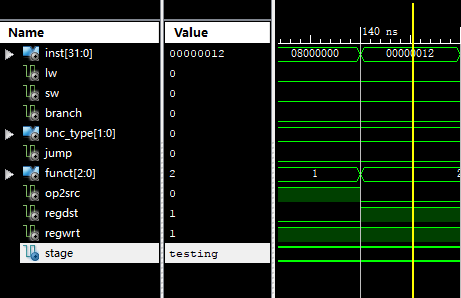 Name Value
140 ns
inst[31:0] 00000012 08000000 00000012
lw 0
sw 0
branch 0
bnc_type[1:0] 0
jump 0
funct[2:0] 2 1 2
op2src 0
regdst 1
regwrt 1
stage testing